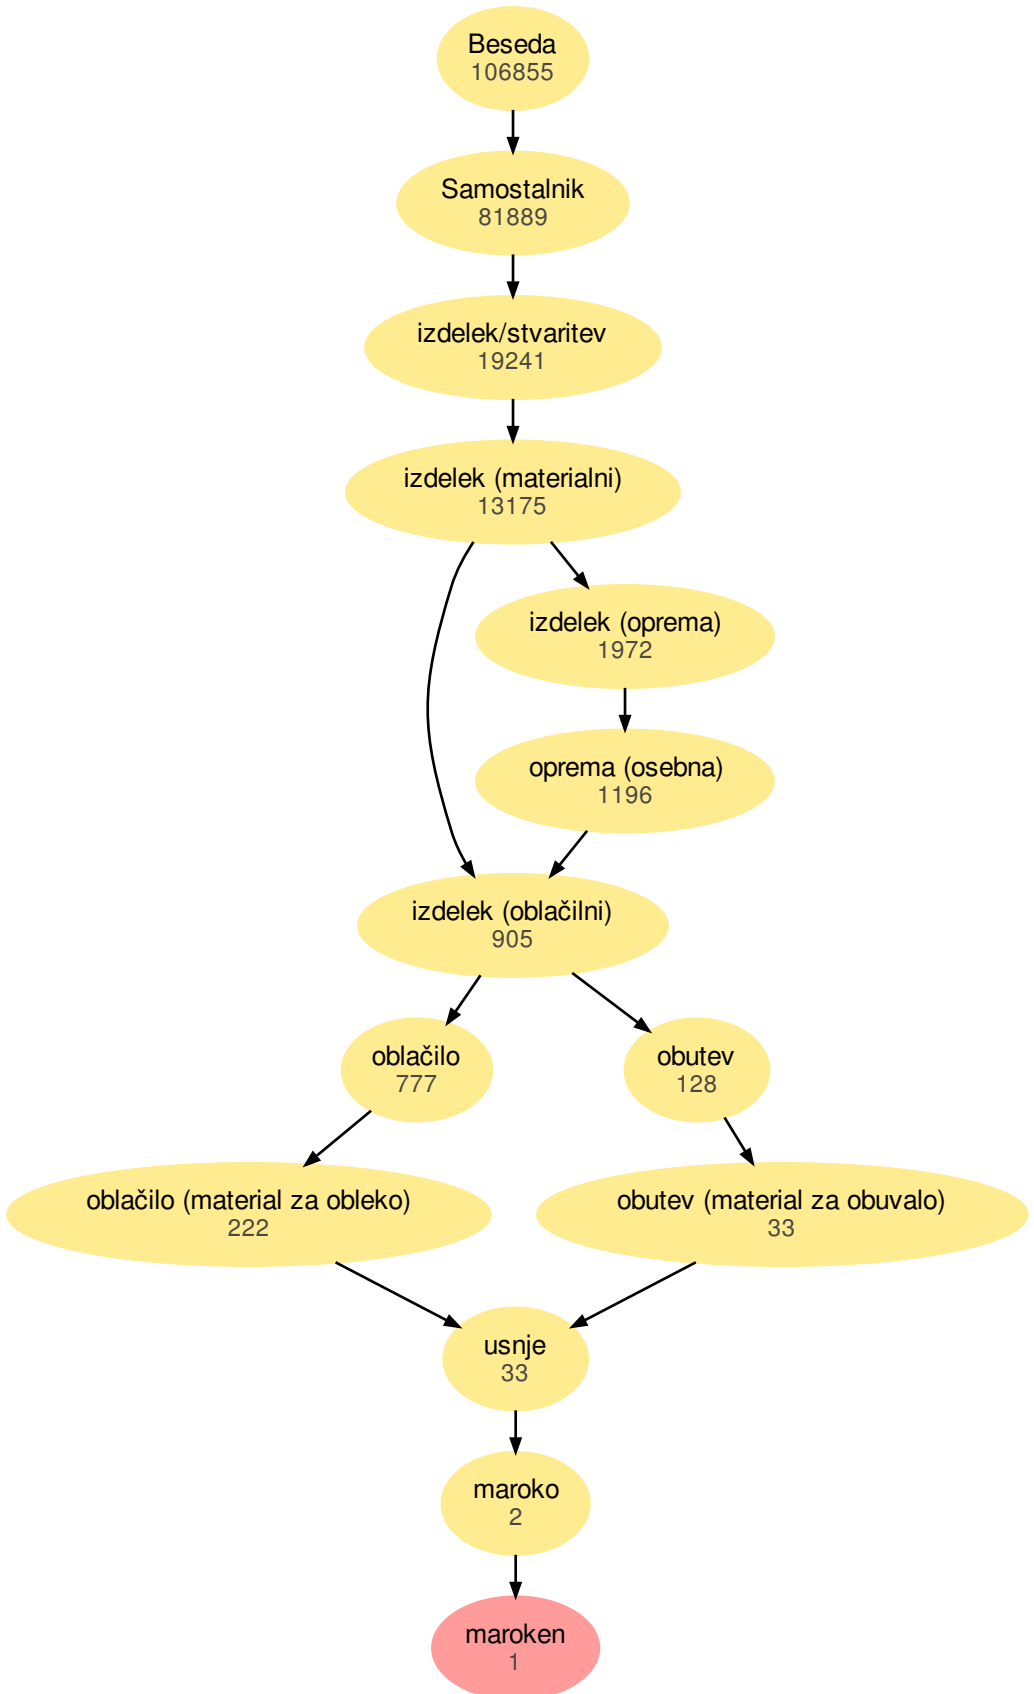 Beseda
106855
Samostalnik
81889
izdelek/stvaritev
19241
izdelek (materialni)
13175
izdelek (oprema)
1972
oprema (osebna)
1196
izdelek (oblačilni)
905
oblačilo
777
obutev
128
oblačilo (material za obleko)
222
obutev (material za obuvalo)
33
usnje
33
maroko
2
maroken
1